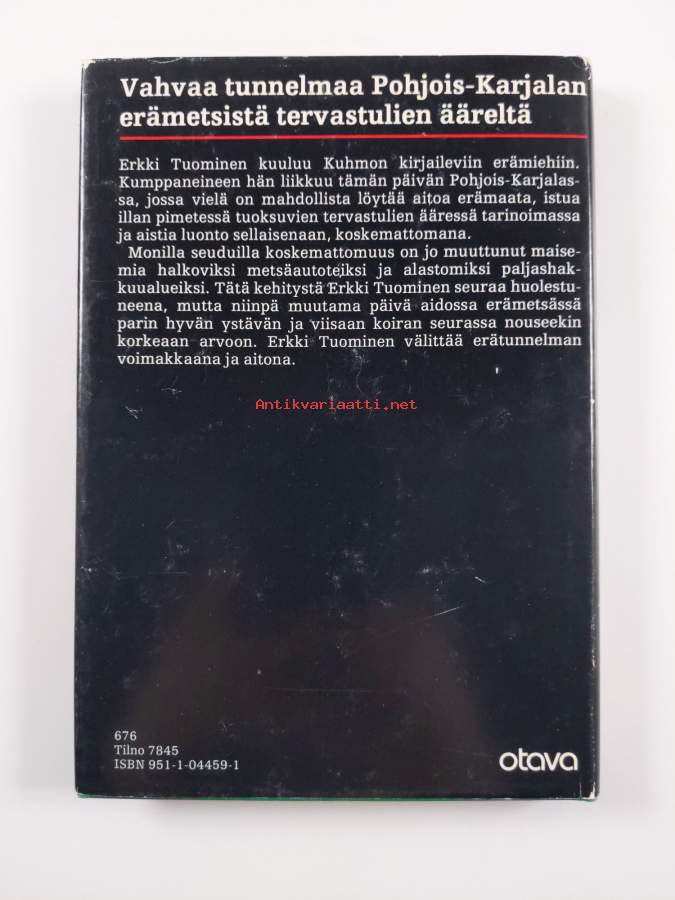 Vahvaa tunnelmaa Pohjois-Karjalan
erämetsistä tervastulien ääreltä
Erkki Tuominen kuuluu Kuhmon kirjaileviin erämiehiin.
Kumppaneineen hän liikkuu tämän päivän Pohjois-Karjalas-
sa, jossa vielä on mahdollista löytää aitoa erämaata, istua
illan pimetessä tuoksuvien tervastulien ääressä tarinoimassa
ja aistia luonto sellaisenaan, koskemattomana.
Monilla seuduilla koskemattomuus on jo muuttunut maise-
mia halkoviksi metsäautoteiksi ja alastomiksi paljashak-
kuualueiksi. Tätä kehitystä Erkki Tuominen seuraa huolestu-
neena, mutta niinpä muutama päivä aidossa erämetsässä
parin hyvän ystävän ja viisaan koiran seurassa nouseekin
korkeaan arvoon. Erkki Tuominen välittää erätunnelman
voimakkaana ja aitona.
Antikvariaatti.net
676
Tilno 7845
ISBN 951-1-04459-1
otava